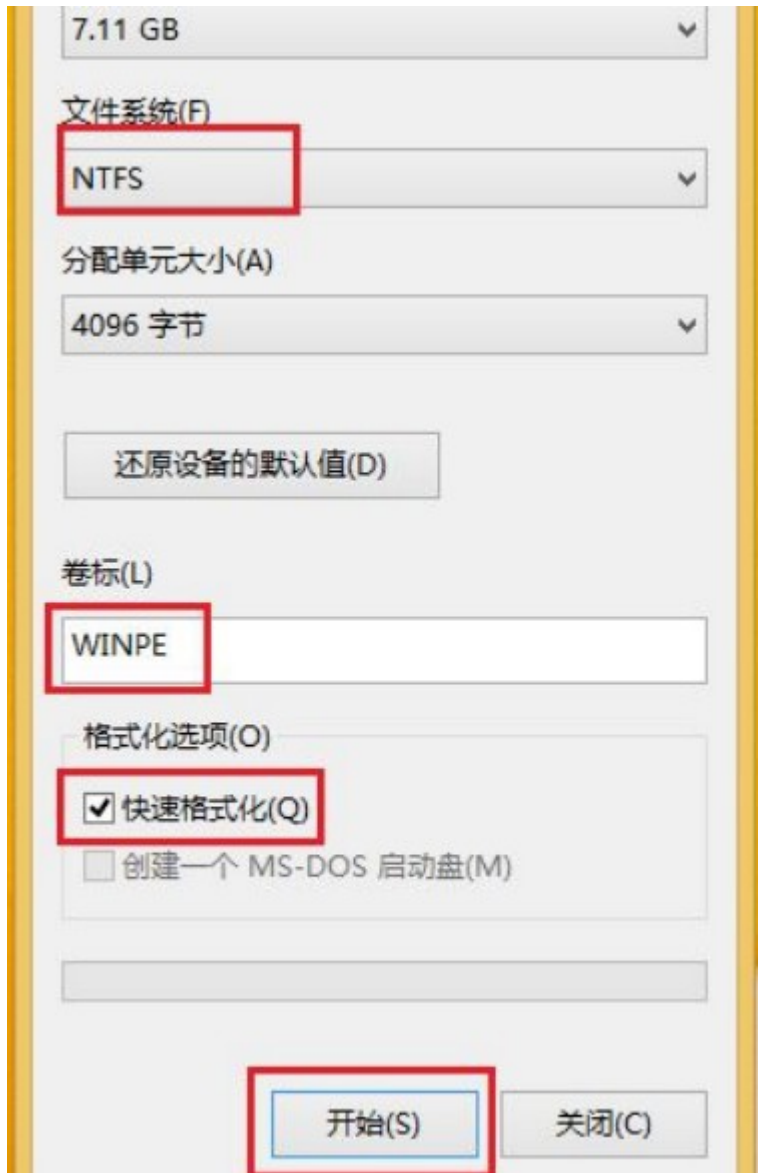 7.11 GB
文件系统(F)
NTFS
分配单元大小(A)
4096 字节
还原设备的默认值(D)
卷标(L)
WINPE
格式化选项(O)
快速格式化(Q)
创建一个 MS-DOS 启动盘(M)
开始(S) 关闭(C)